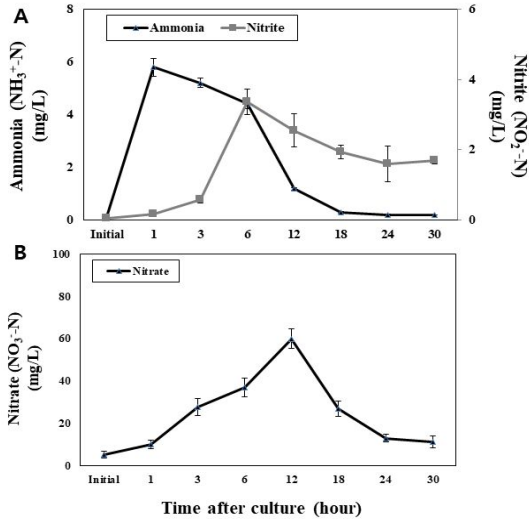 A
Ammonia (NH₃⁺-N)
(mg/L)
8
6
4
2
0
Ammonia
Nitrite
6
4
2
0
Nitrite (NO₂⁻-N)
(mg/L)
Initial 1 3 6 12 18 24 30
B
Nitrate (NO₃⁻-N)
(mg/L)
100
80
60
40
20
0
Nitrate
Initial 1 3 6 12 18 24 30
Time after culture (hour)